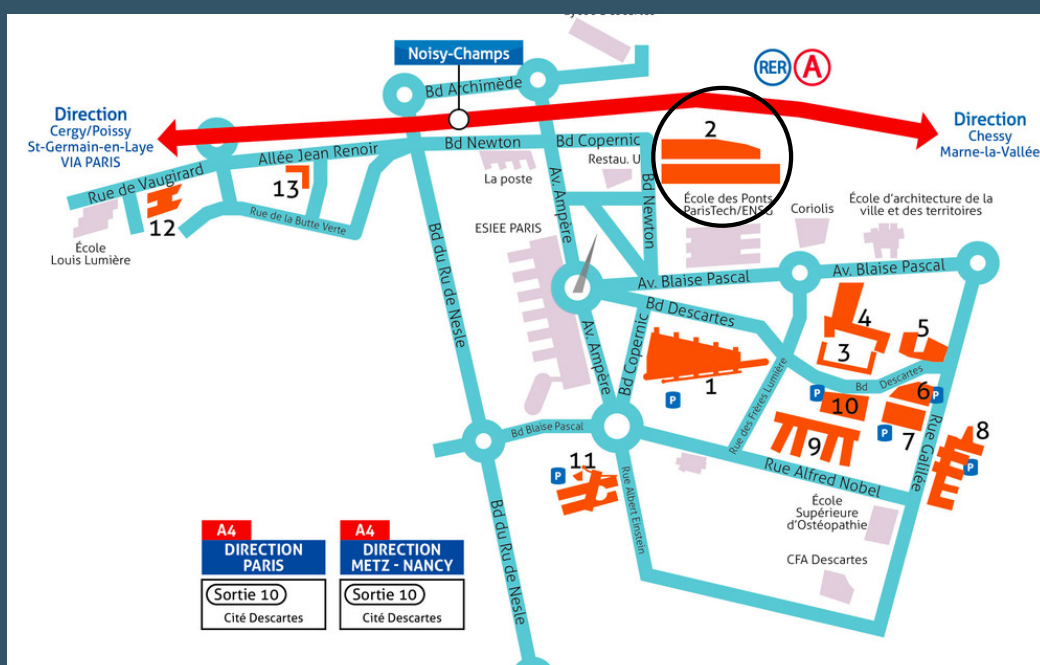 Noisy-Champs
RER A
Bd Archimède
Direction
Cergy/Poissy
St-Germain-en-Laye
VIA PARIS
Direction
Chessy
Marne-la-Vallée
2
Bd Newton
Bd Copernic
Restau. U
La poste
Allée Jean Renoir
Rue de Vaugirard
13
12
Rue de la Butte Verte
École
Louis Lumière
Bd du Ru de Nesle
ESIEE PARIS
Av. Ampère
Bd Newton
École des Ponts
ParisTech/ENSG
Coriolis
École d'architecture de la
ville et des territoires
Av. Blaise Pascal
Av. Blaise Pascal
Bd Descartes
Av. Ampère
Bd Copernic
1
P
4
3
5
Bd Descartes
Rue des Frères Lumière
P
10
6
P
9
P
7
Rue Galilée
8
P
Bd Blaise Pascal
11
P
Rue Albert Einstein
Rue Alfred Nobel
École
Supérieure
d'Ostéopathie
CFA Descartes
Bd du Ru de Nesle
A4
DIRECTION
PARIS
Sortie 10
Cité Descartes
A4
DIRECTION
METZ - NANCY
Sortie 10
Cité Descartes